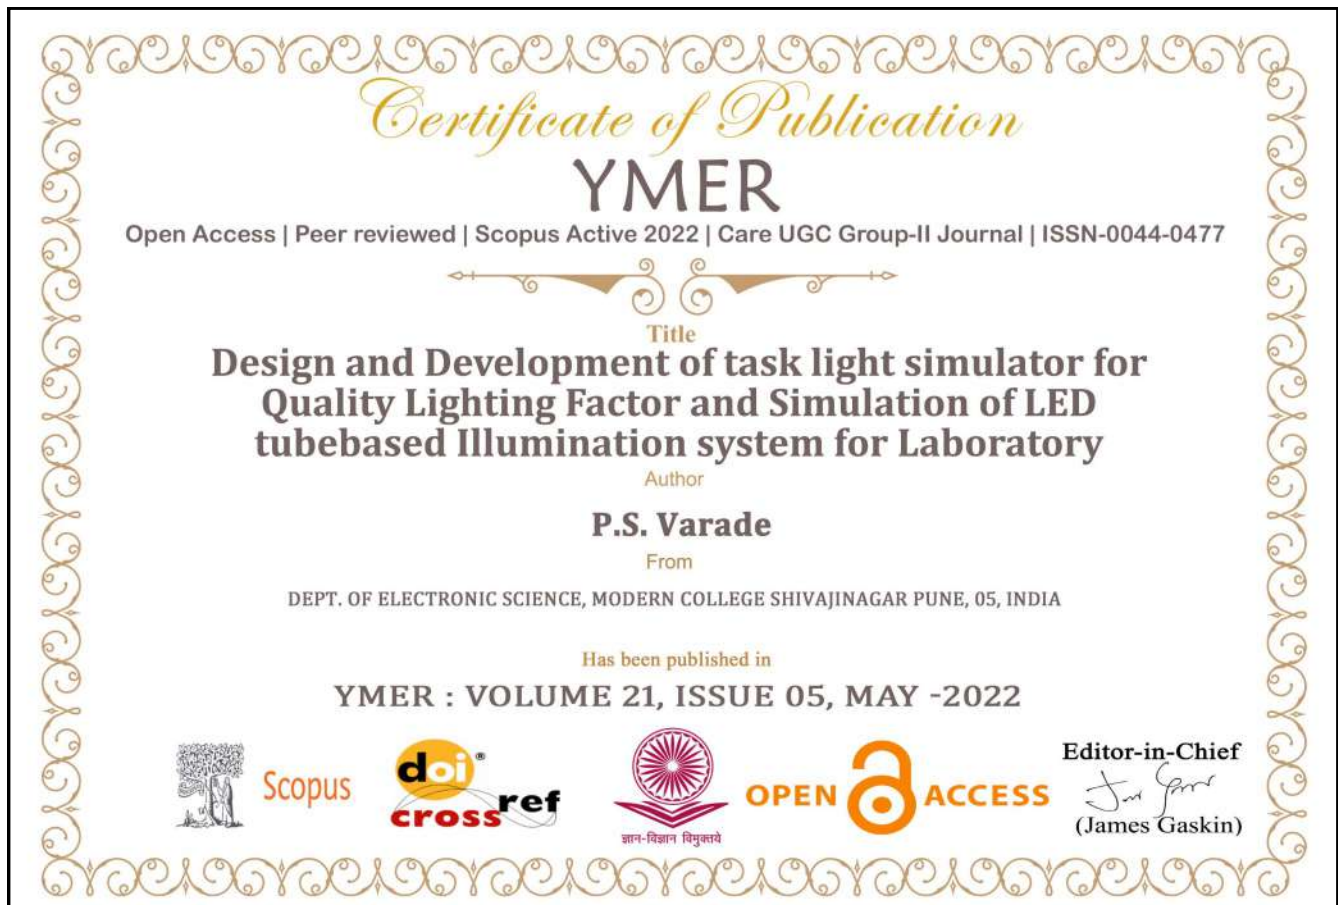 Certificate of Publication
YMER
Open Access | Peer reviewed | Scopus Active 2022 | Care UGC Group-II Journal | ISSN-0044-0477
Title
Design and Development of task light simulator for
Quality Lighting Factor and Simulation of LED
tubebased Illumination system for Laboratory
Author
P.S. Varade
From
DEPT. OF ELECTRONIC SCIENCE, MODERN COLLEGE SHIVAJINAGAR PUNE, 05, INDIA
Has been published in
YMER : VOLUME 21, ISSUE 05, MAY -2022
Scopus
doi®
crossref
ज्ञान-विज्ञान विमुक्तये
OPEN ACCESS
Editor-in-Chief
(James Gaskin)